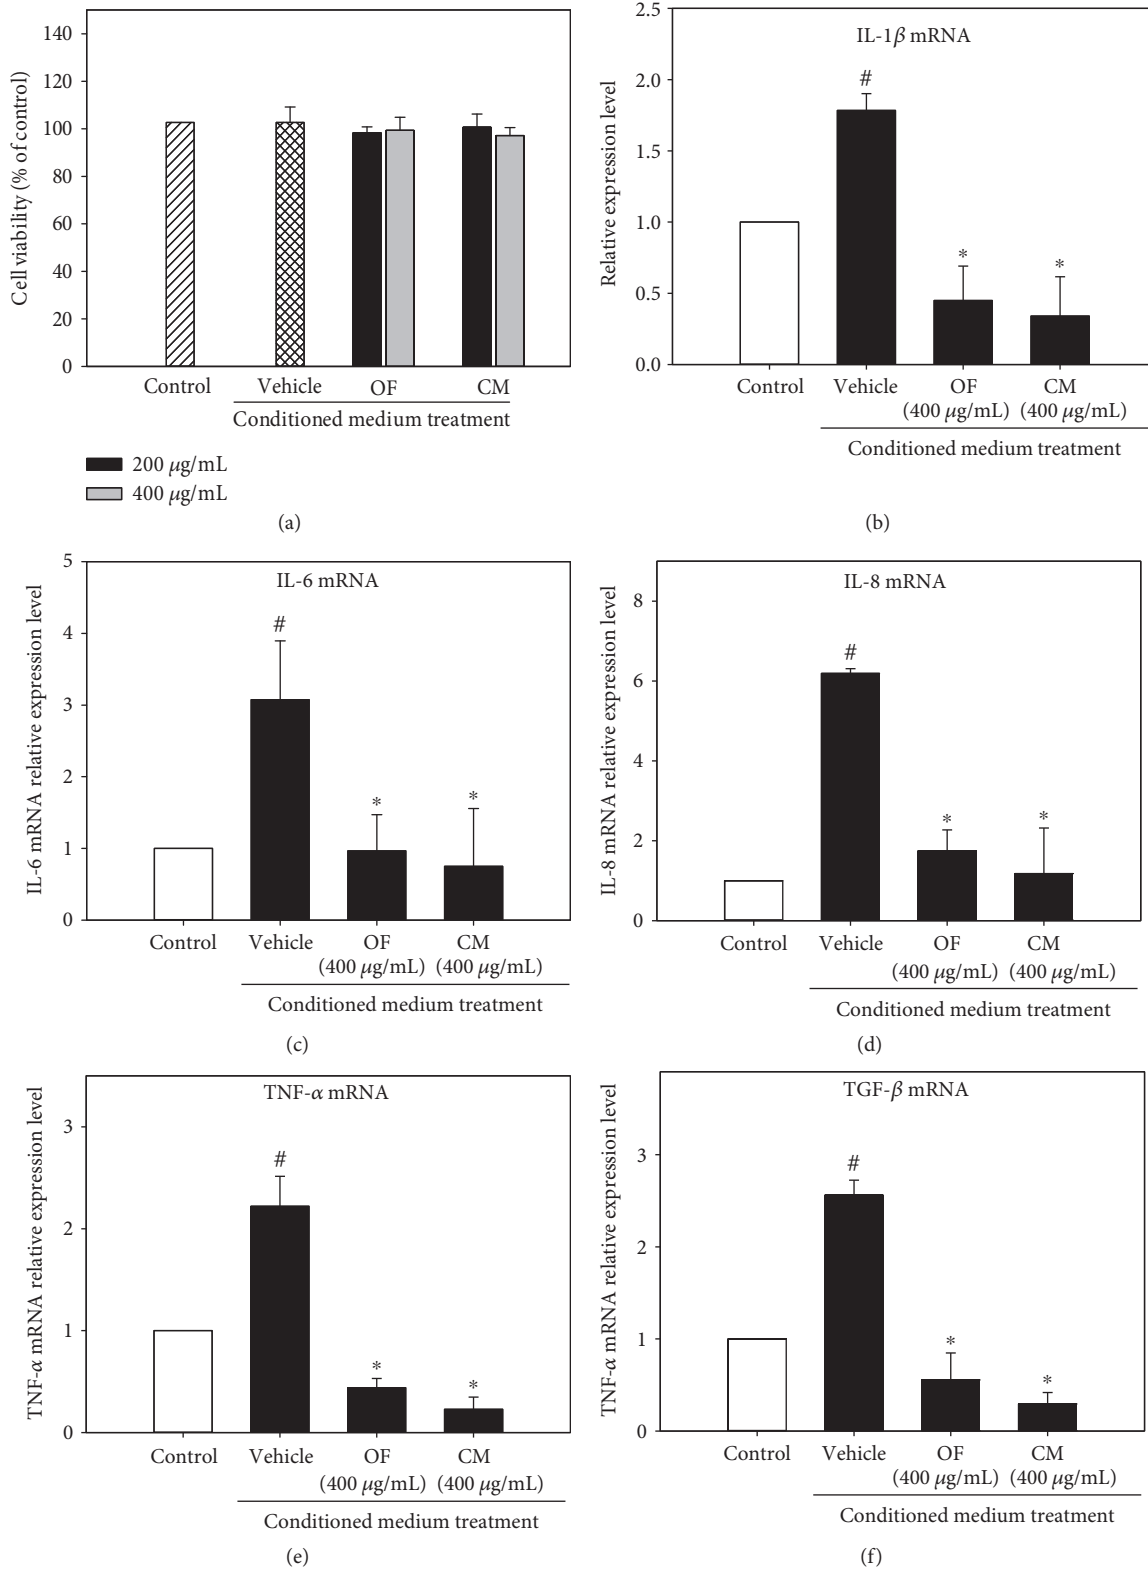 140
120
100
80
60
40
20
0
Cell viability (% of control)
Control
Vehicle
OF
CM
Conditioned medium treatment
200 μg/mL
400 μg/mL
(a)
IL-1β mRNA
2.5
2.0
1.5
1.0
0.5
0.0
Relative expression level
#
*
*
Control
Vehicle
OF
CM
(400 μg/mL) (400 μg/mL)
Conditioned medium treatment
(b)
IL-6 mRNA
5
4
3
2
1
0
IL-6 mRNA relative expression level
#
*
*
Control
Vehicle
OF
CM
(400 μg/mL) (400 μg/mL)
Conditioned medium treatment
(c)
IL-8 mRNA
8
6
4
2
0
IL-8 mRNA relative expression level
#
*
*
Control
Vehicle
OF
CM
(400 μg/mL) (400 μg/mL)
Conditioned medium treatment
(d)
TNF-α mRNA
3
2
1
0
TNF-α mRNA relative expression level
#
*
*
Control
Vehicle
OF
CM
(400 μg/mL) (400 μg/mL)
Conditioned medium treatment
(e)
TGF-β mRNA
3
2
1
0
TNF-α mRNA relative expression level
#
*
*
Control
Vehicle
OF
CM
(400 μg/mL) (400 μg/mL)
Conditioned medium treatment
(f)